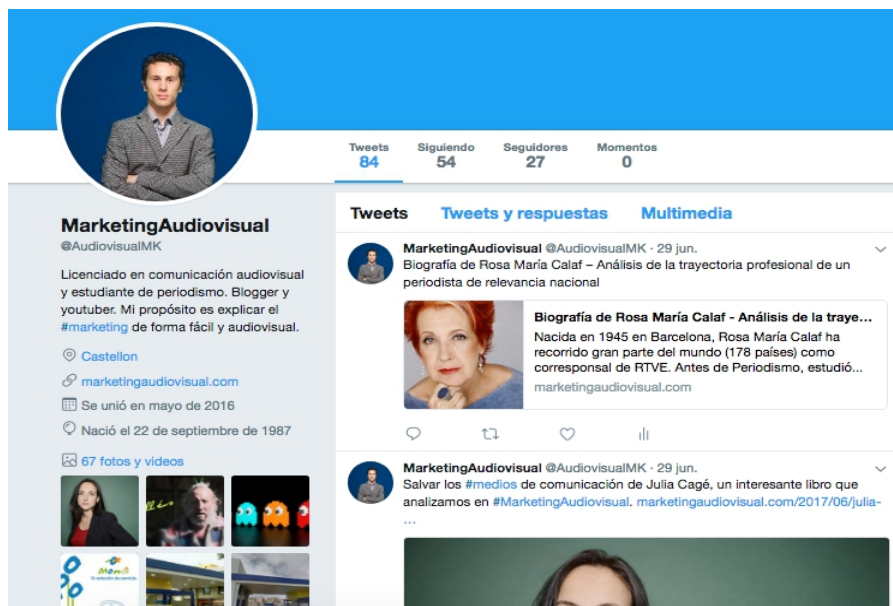 Tweets Siguiendo Seguidores Momentos
84 54 27 0
MarketingAudiovisual
@AudiovisualMK
Licenciado en comunicación audiovisual
y estudiante de periodismo. Blogger y
youtuber. Mi propósito es explicar el
#marketing de forma fácil y audiovisual.
Castellon
marketingaudiovisual.com
Se unió en mayo de 2016
Nació el 22 de septiembre de 1987
67 fotos y videos
Monci
Tweets Tweets y respuestas Multimedia
MarketingAudiovisual @AudiovisualMK · 29 jun.
Biografía de Rosa María Calaf – Análisis de la trayectoria profesional de un
periodista de relevancia nacional
Biografía de Rosa María Calaf - Análisis de la traye...
Nacida en 1945 en Barcelona, Rosa María Calaf ha
recorrido gran parte del mundo (178 países) como
corresponsal de RTVE. Antes de Periodismo, estudió...
marketingaudiovisual.com
MarketingAudiovisual @AudiovisualMK · 29 jun.
Salvar los #medios de comunicación de Julia Cagé, un interesante libro que
analizamos en #MarketingAudiovisual. marketingaudiovisual.com/2017/06/julia-
...